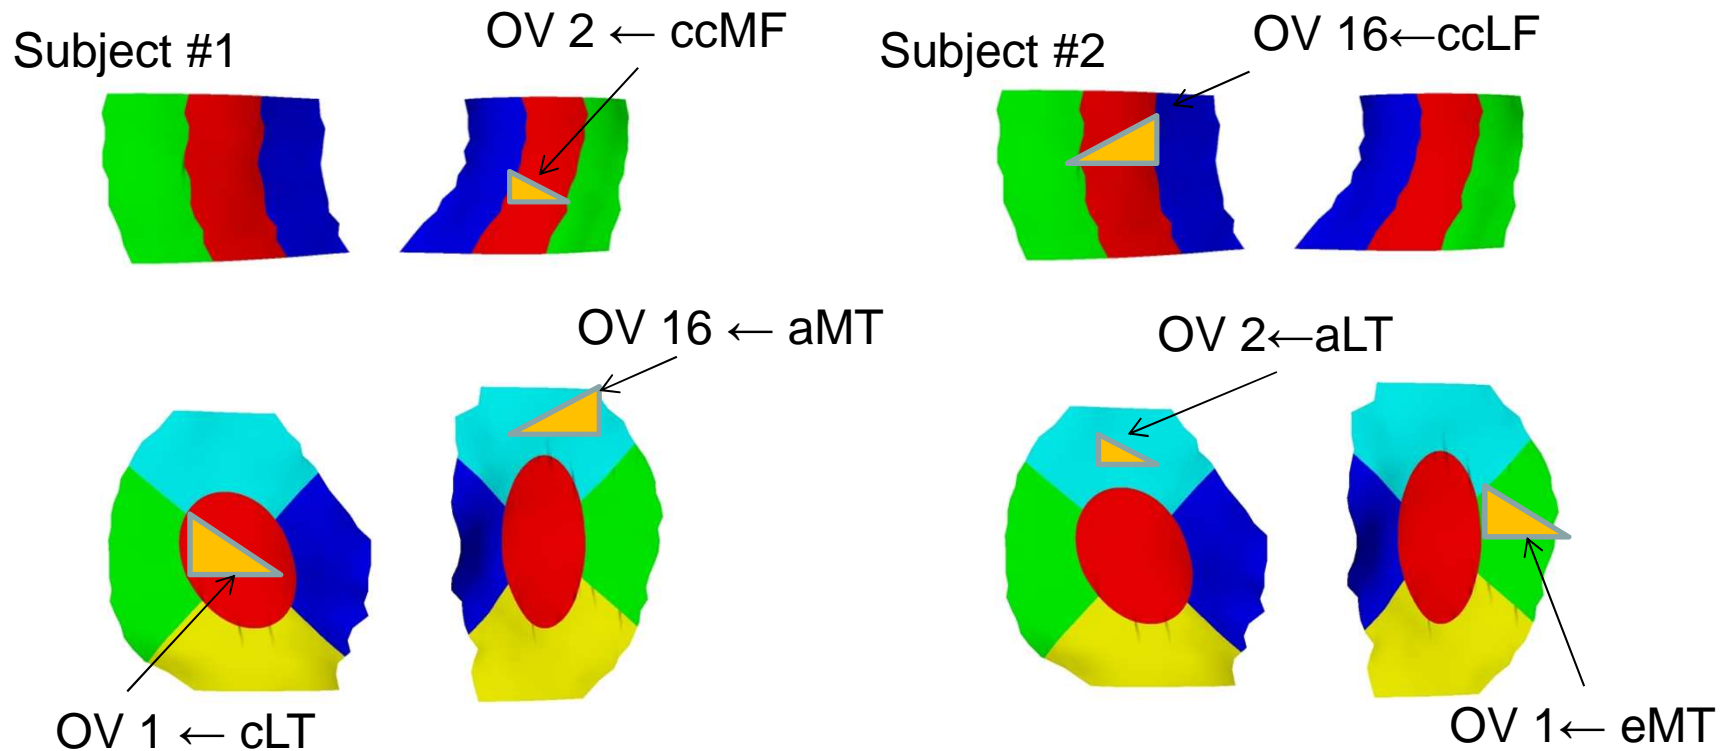 Subject #1
OV 2 ← ccMF
Subject #2
OV 16←ccLF
OV 16 ← aMT
OV 2←aLT
OV 1 ← cLT
OV 1← eMT